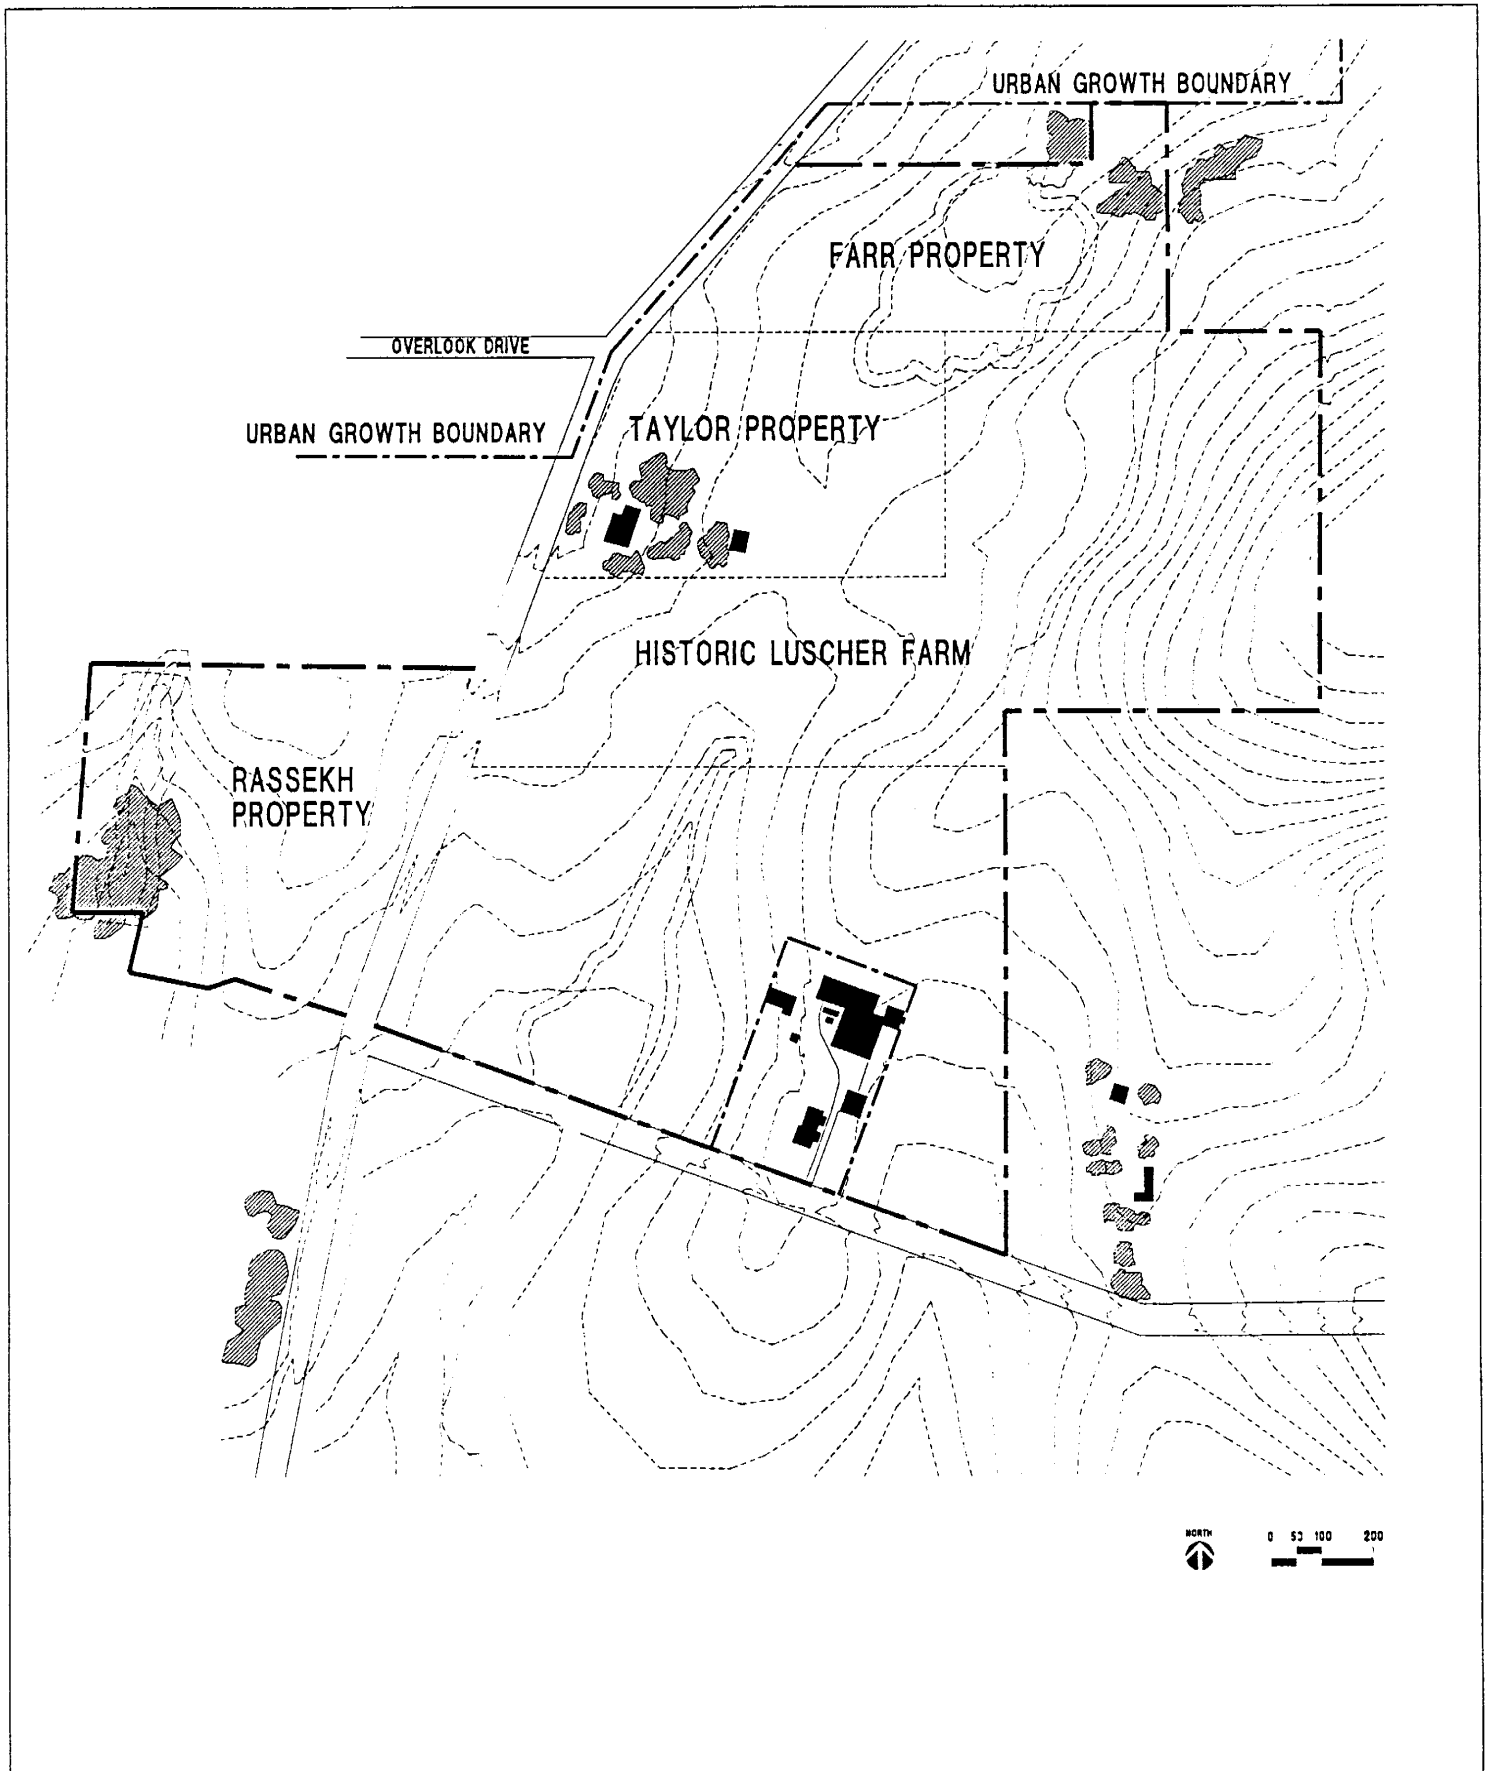 URBAN GROWTH BOUNDARY
FARR PROPERTY
OVERLOOK DRIVE
URBAN GROWTH BOUNDARY
TAYLOR PROPERTY
HISTORIC LUSCHER FARM
RASSEKH
PROPERTY
NORTH
0 50 100 200